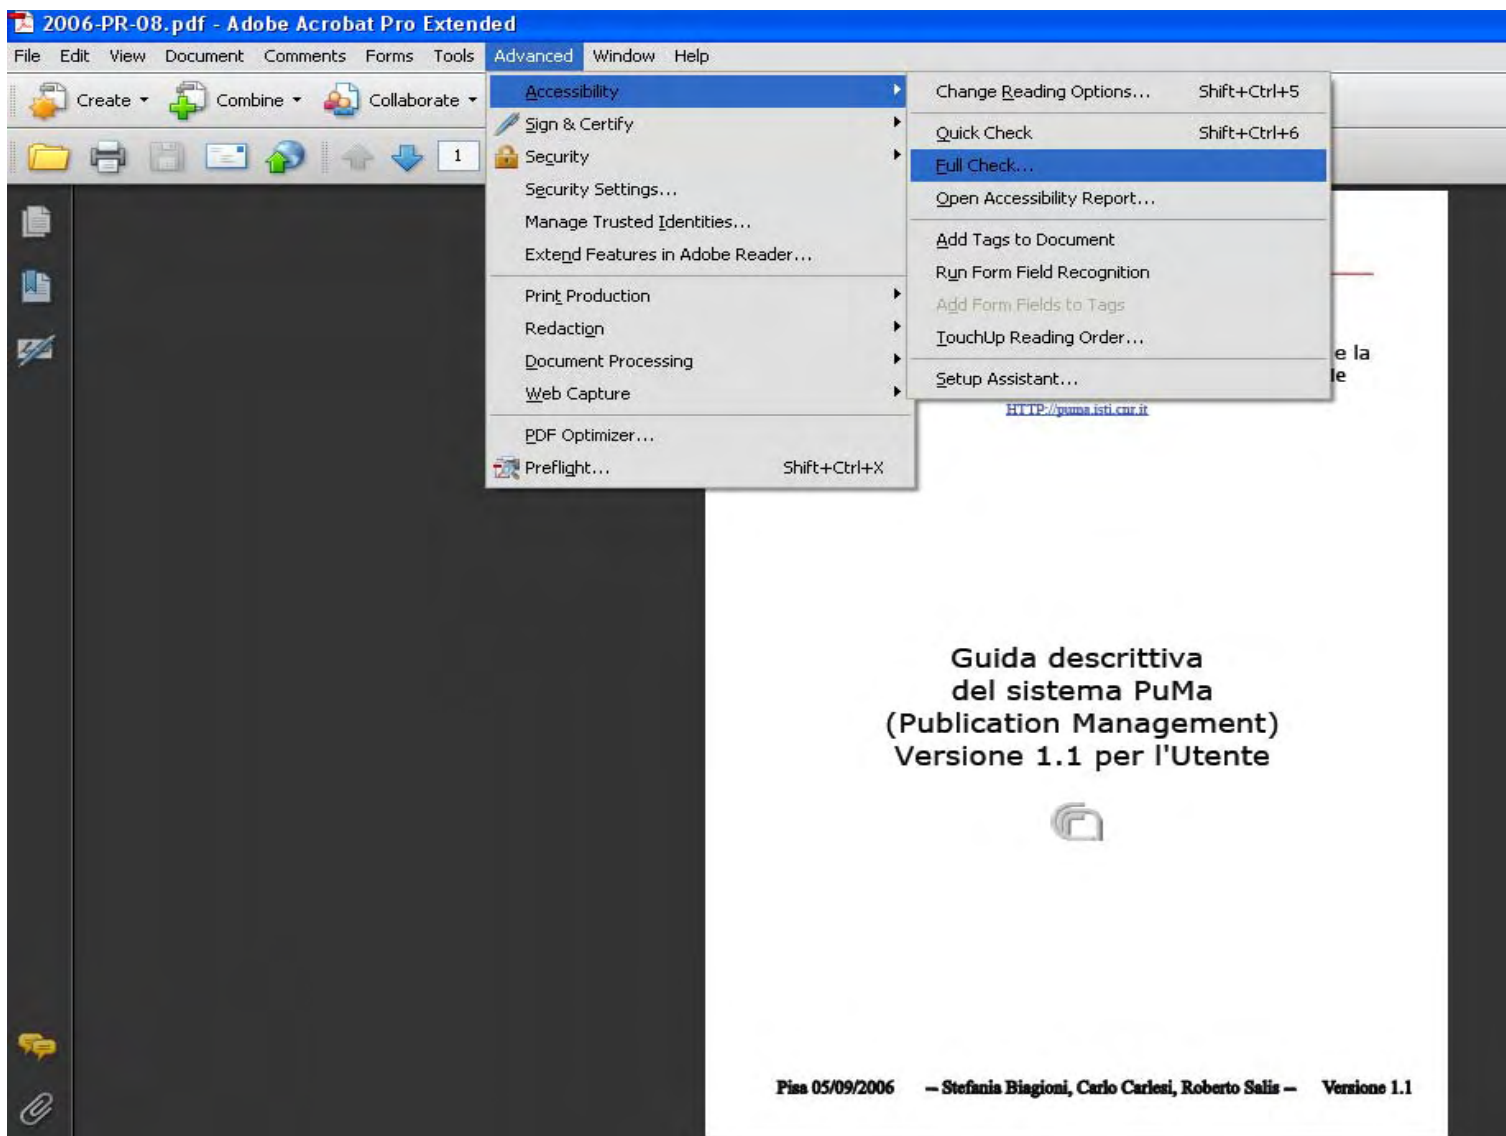 2006-PR-08.pdf - Adobe Acrobat Pro Extended
File Edit View Document Comments Forms Tools Advanced Window Help
Create Combine Collaborate
1
Accessibility
Sign & Certify
Security
Security Settings...
Manage Trusted Identities...
Extend Features in Adobe Reader...
Print Production
Redaction
Document Processing
Web Capture
PDF Optimizer...
Preflight... Shift+Ctrl+X
Change Reading Options... Shift+Ctrl+5
Quick Check Shift+Ctrl+6
Full Check...
Open Accessibility Report...
Add Tags to Document
Run Form Field Recognition
Add Form Fields to Tags
TouchUp Reading Order...
Setup Assistant...
e la
le
HTTP://puma.isti.cnr.it
Guida descrittiva
del sistema PuMa
(Publication Management)
Versione 1.1 per l'Utente
Pisa 05/09/2006 – Stefania Biagioni, Carlo Carlesi, Roberto Salis – Versione 1.1